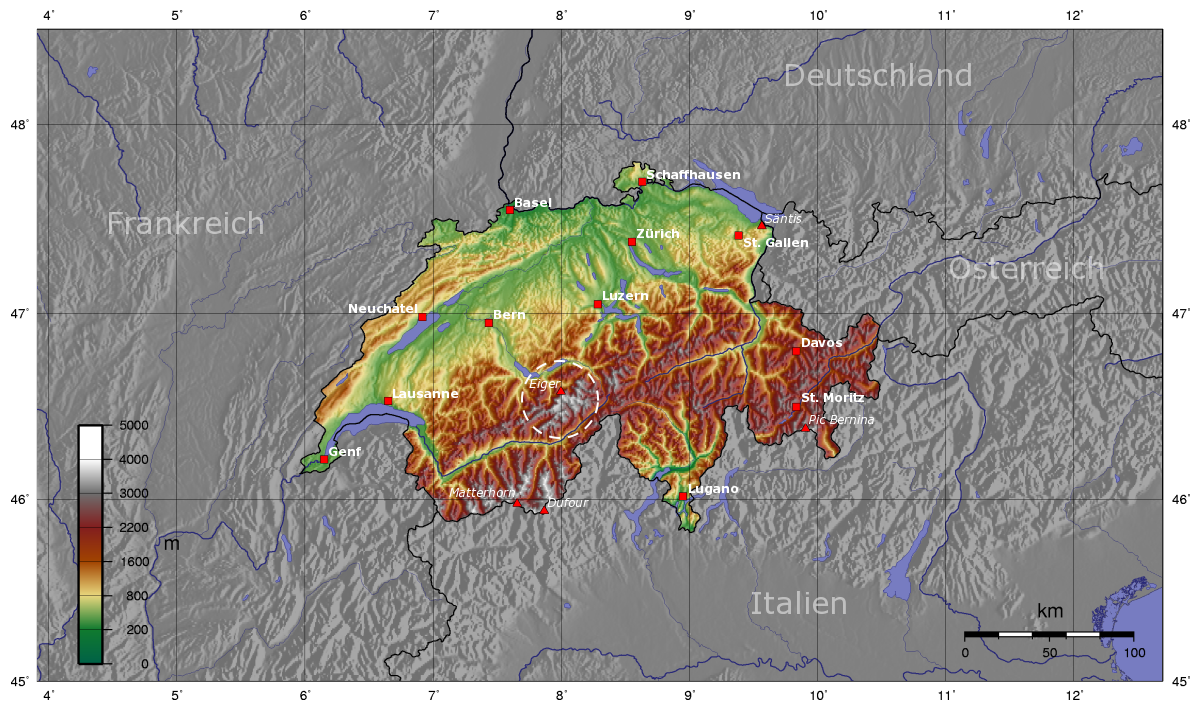 4° 5° 6° 7° 8° 9° 10° 11° 12°
Deutschland
48° 48°
Schaffhausen
Basel
Frankreich
Säntis
Zürich
St. Gallen
Österreich
Luzern
Neuchâtel
47° 47°
Bern
Davos
Eiger
Lausanne
St. Moritz
Pic Bernina
5000
Genf
4000
Lugano
Matterhorn
3000
46° 46°
Dufour
2200
m
1600
800
Italien
km
200
0 50 100
0
45° 45°
4° 5° 6° 7° 8° 9° 10° 11° 12°